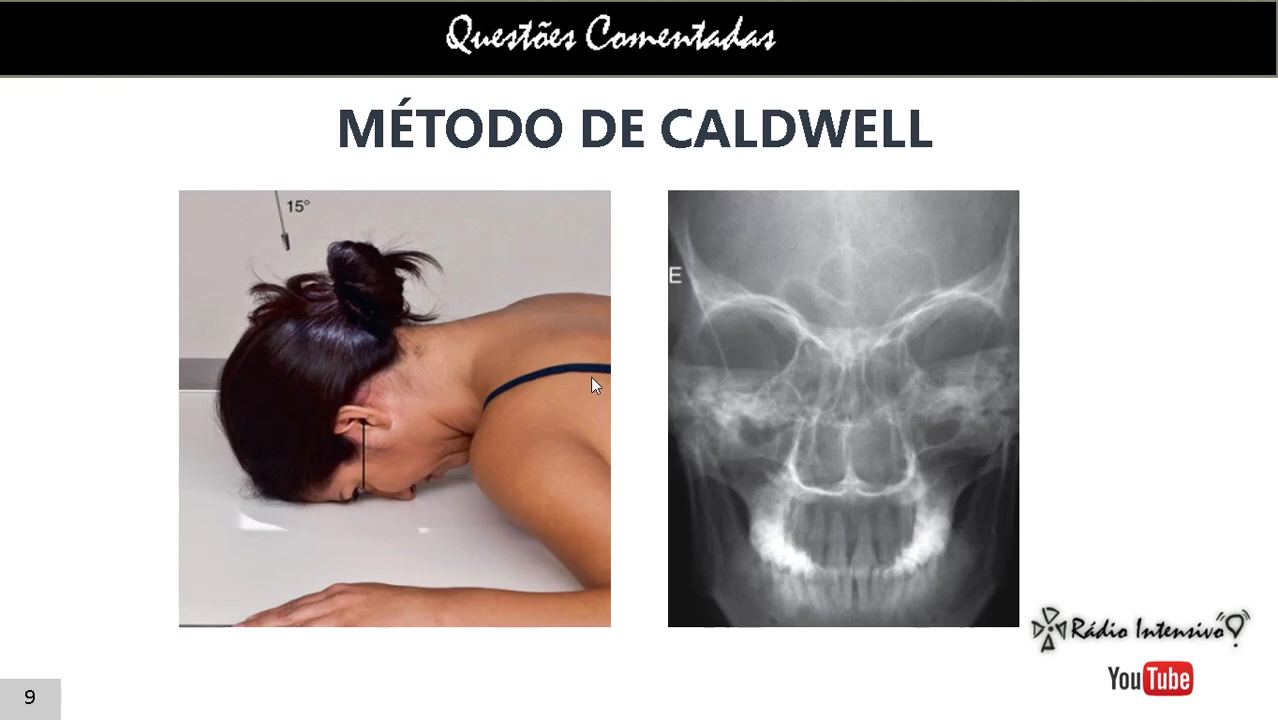 Questões Comentadas
MÉTODO DE CALDWELL
15°
E
Rádio Intensivo
YouTube
9